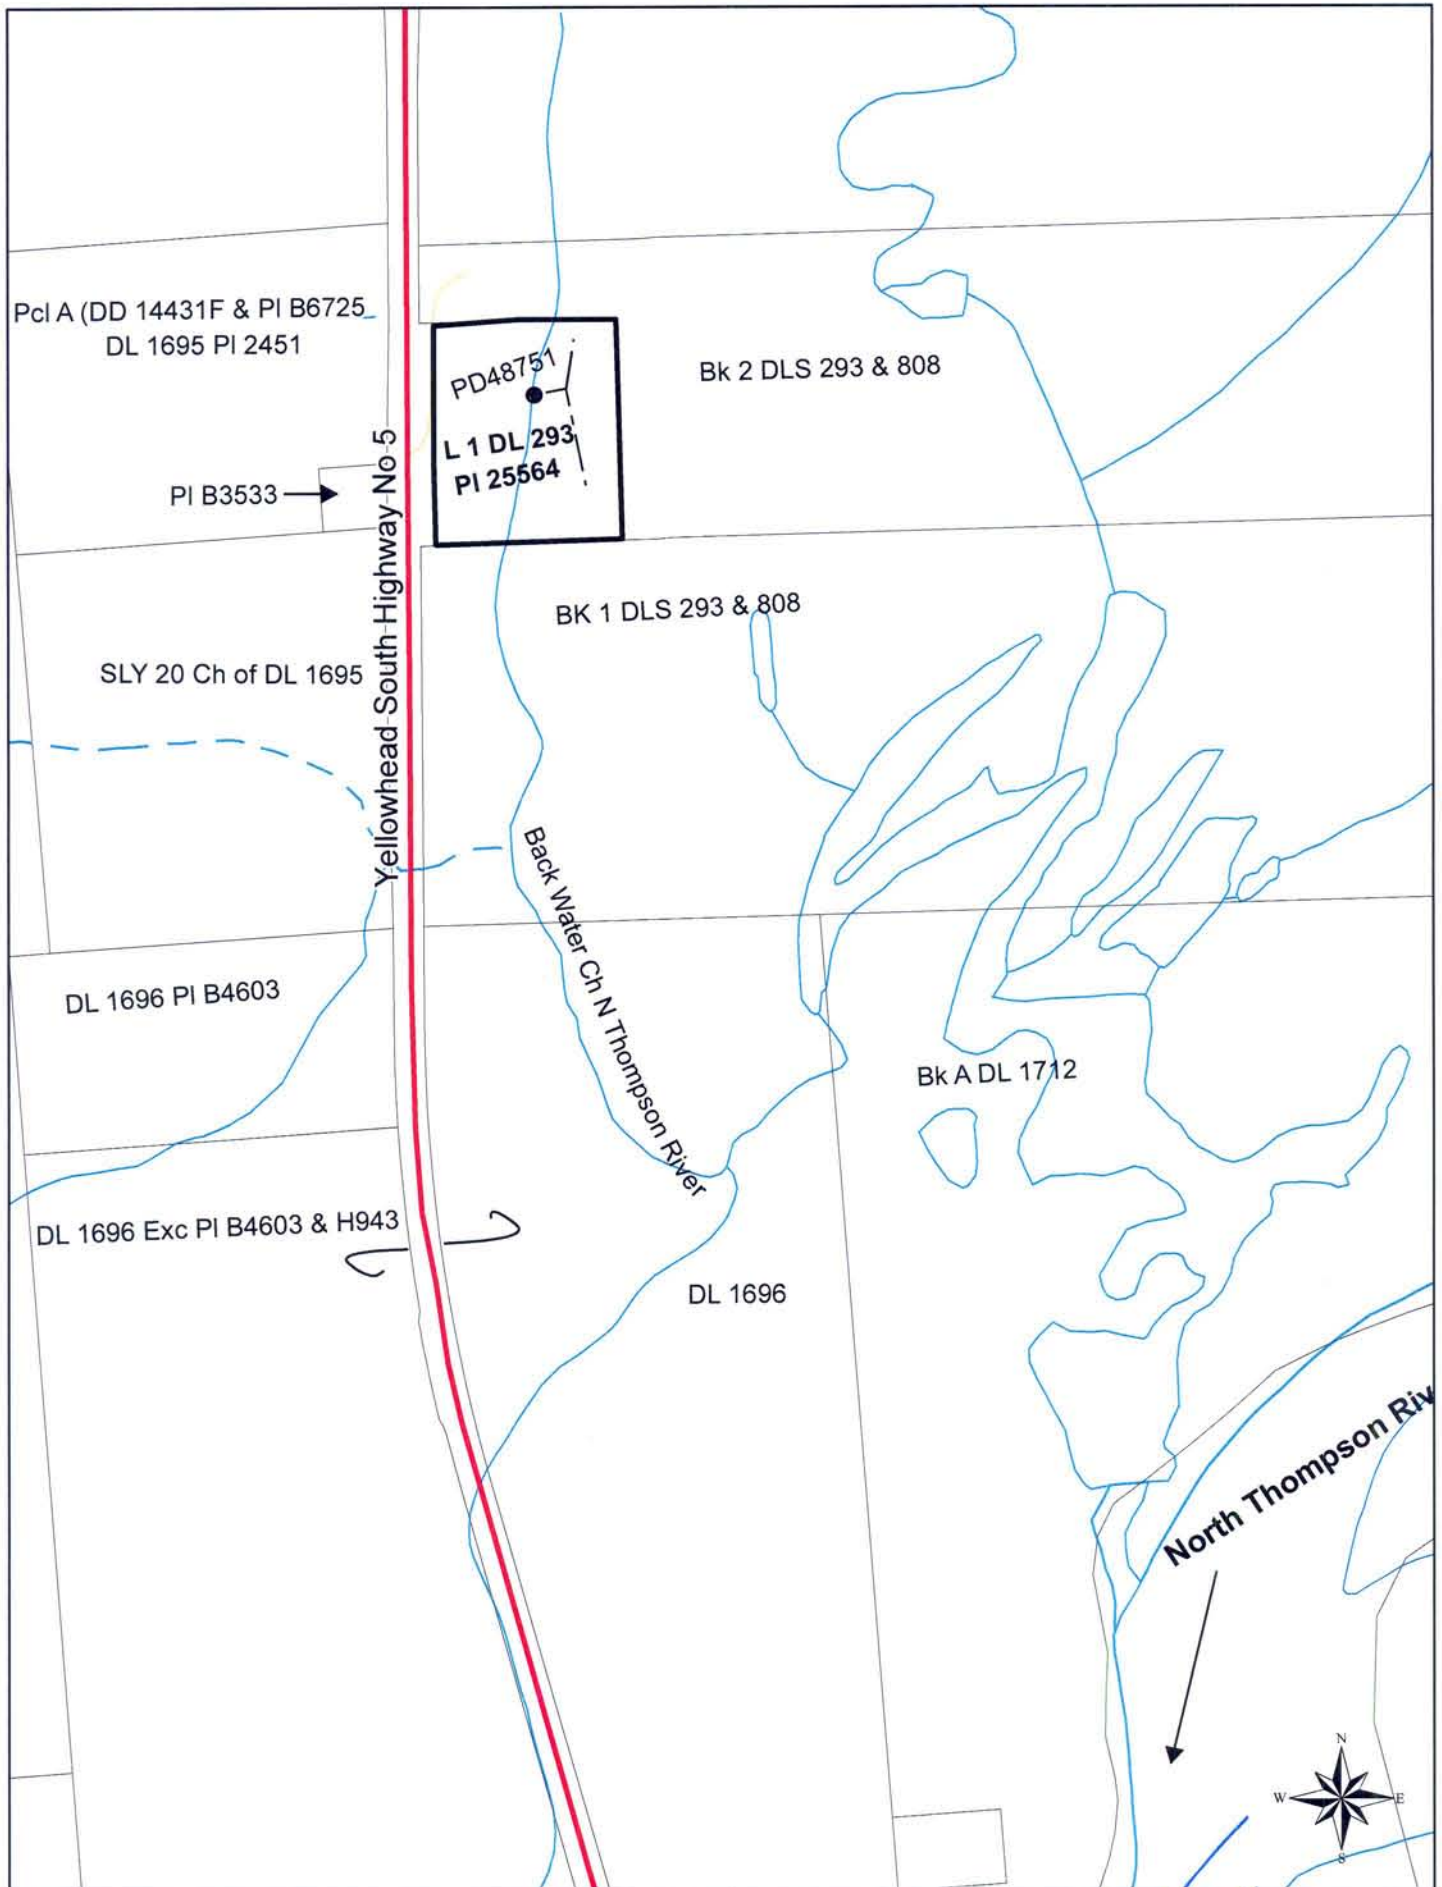 Pcl A (DD 14431F & Pl B6725
DL 1695 Pl 2451
PD48751
Bk 2 DLS 293 & 808
L 1 DL 293
Pl 25564
Pl B3533
Yellowhead South Highway No 5
BK 1 DLS 293 & 808
SLY 20 Ch of DL 1695
Back Water Ch N Thompson River
DL 1696 Pl B4603
Bk A DL 1712
DL 1696 Exc Pl B4603 & H943
DL 1696
North Thompson Riv
N
W
E
S